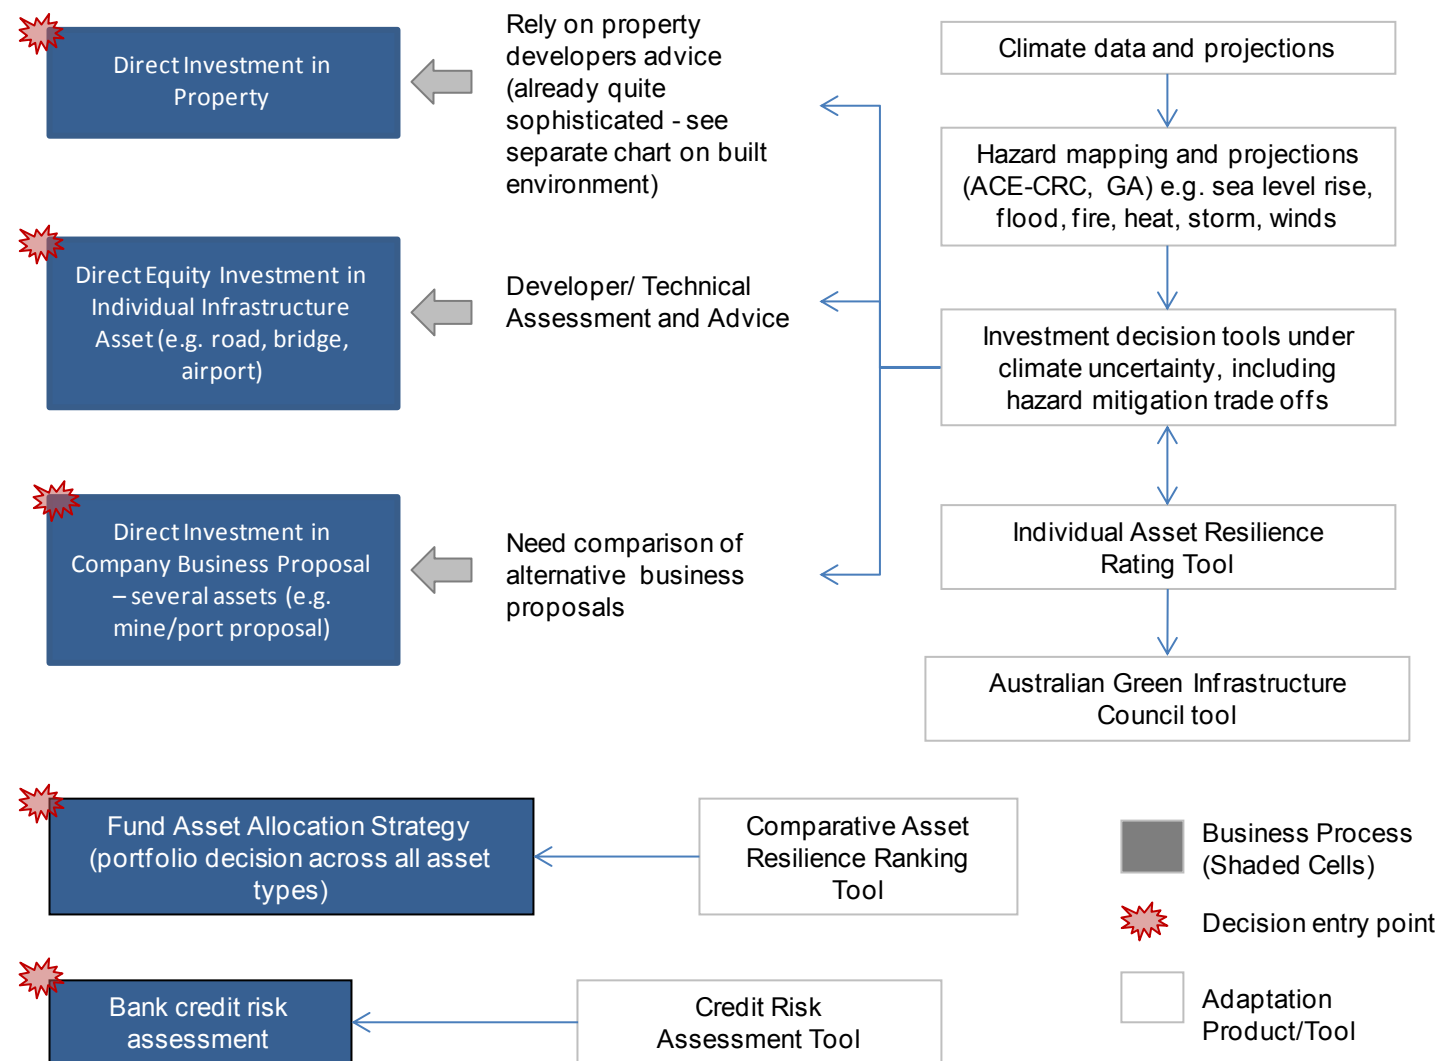 Direct Investment in
Property
Rely on property
developers advice
(already quite
sophisticated - see
separate chart on built
environment)
Climate data and projections
Hazard mapping and projections
(ACE-CRC, GA) e.g. sea level rise,
flood, fire, heat, storm, winds
Direct Equity Investment in
Individual Infrastructure
Asset (e.g. road, bridge,
airport)
Developer/ Technical
Assessment and Advice
Investment decision tools under
climate uncertainty, including
hazard mitigation trade offs
Direct Investment in
Company Business Proposal
– several assets (e.g.
mine/port proposal)
Need comparison of
alternative business
proposals
Individual Asset Resilience
Rating Tool
Australian Green Infrastructure
Council tool
Fund Asset Allocation Strategy
(portfolio decision across all asset
types)
Comparative Asset
Resilience Ranking
Tool
Business Process
(Shaded Cells)
Decision entry point
Bank credit risk
assessment
Credit Risk
Assessment Tool
Adaptation
Product/Tool